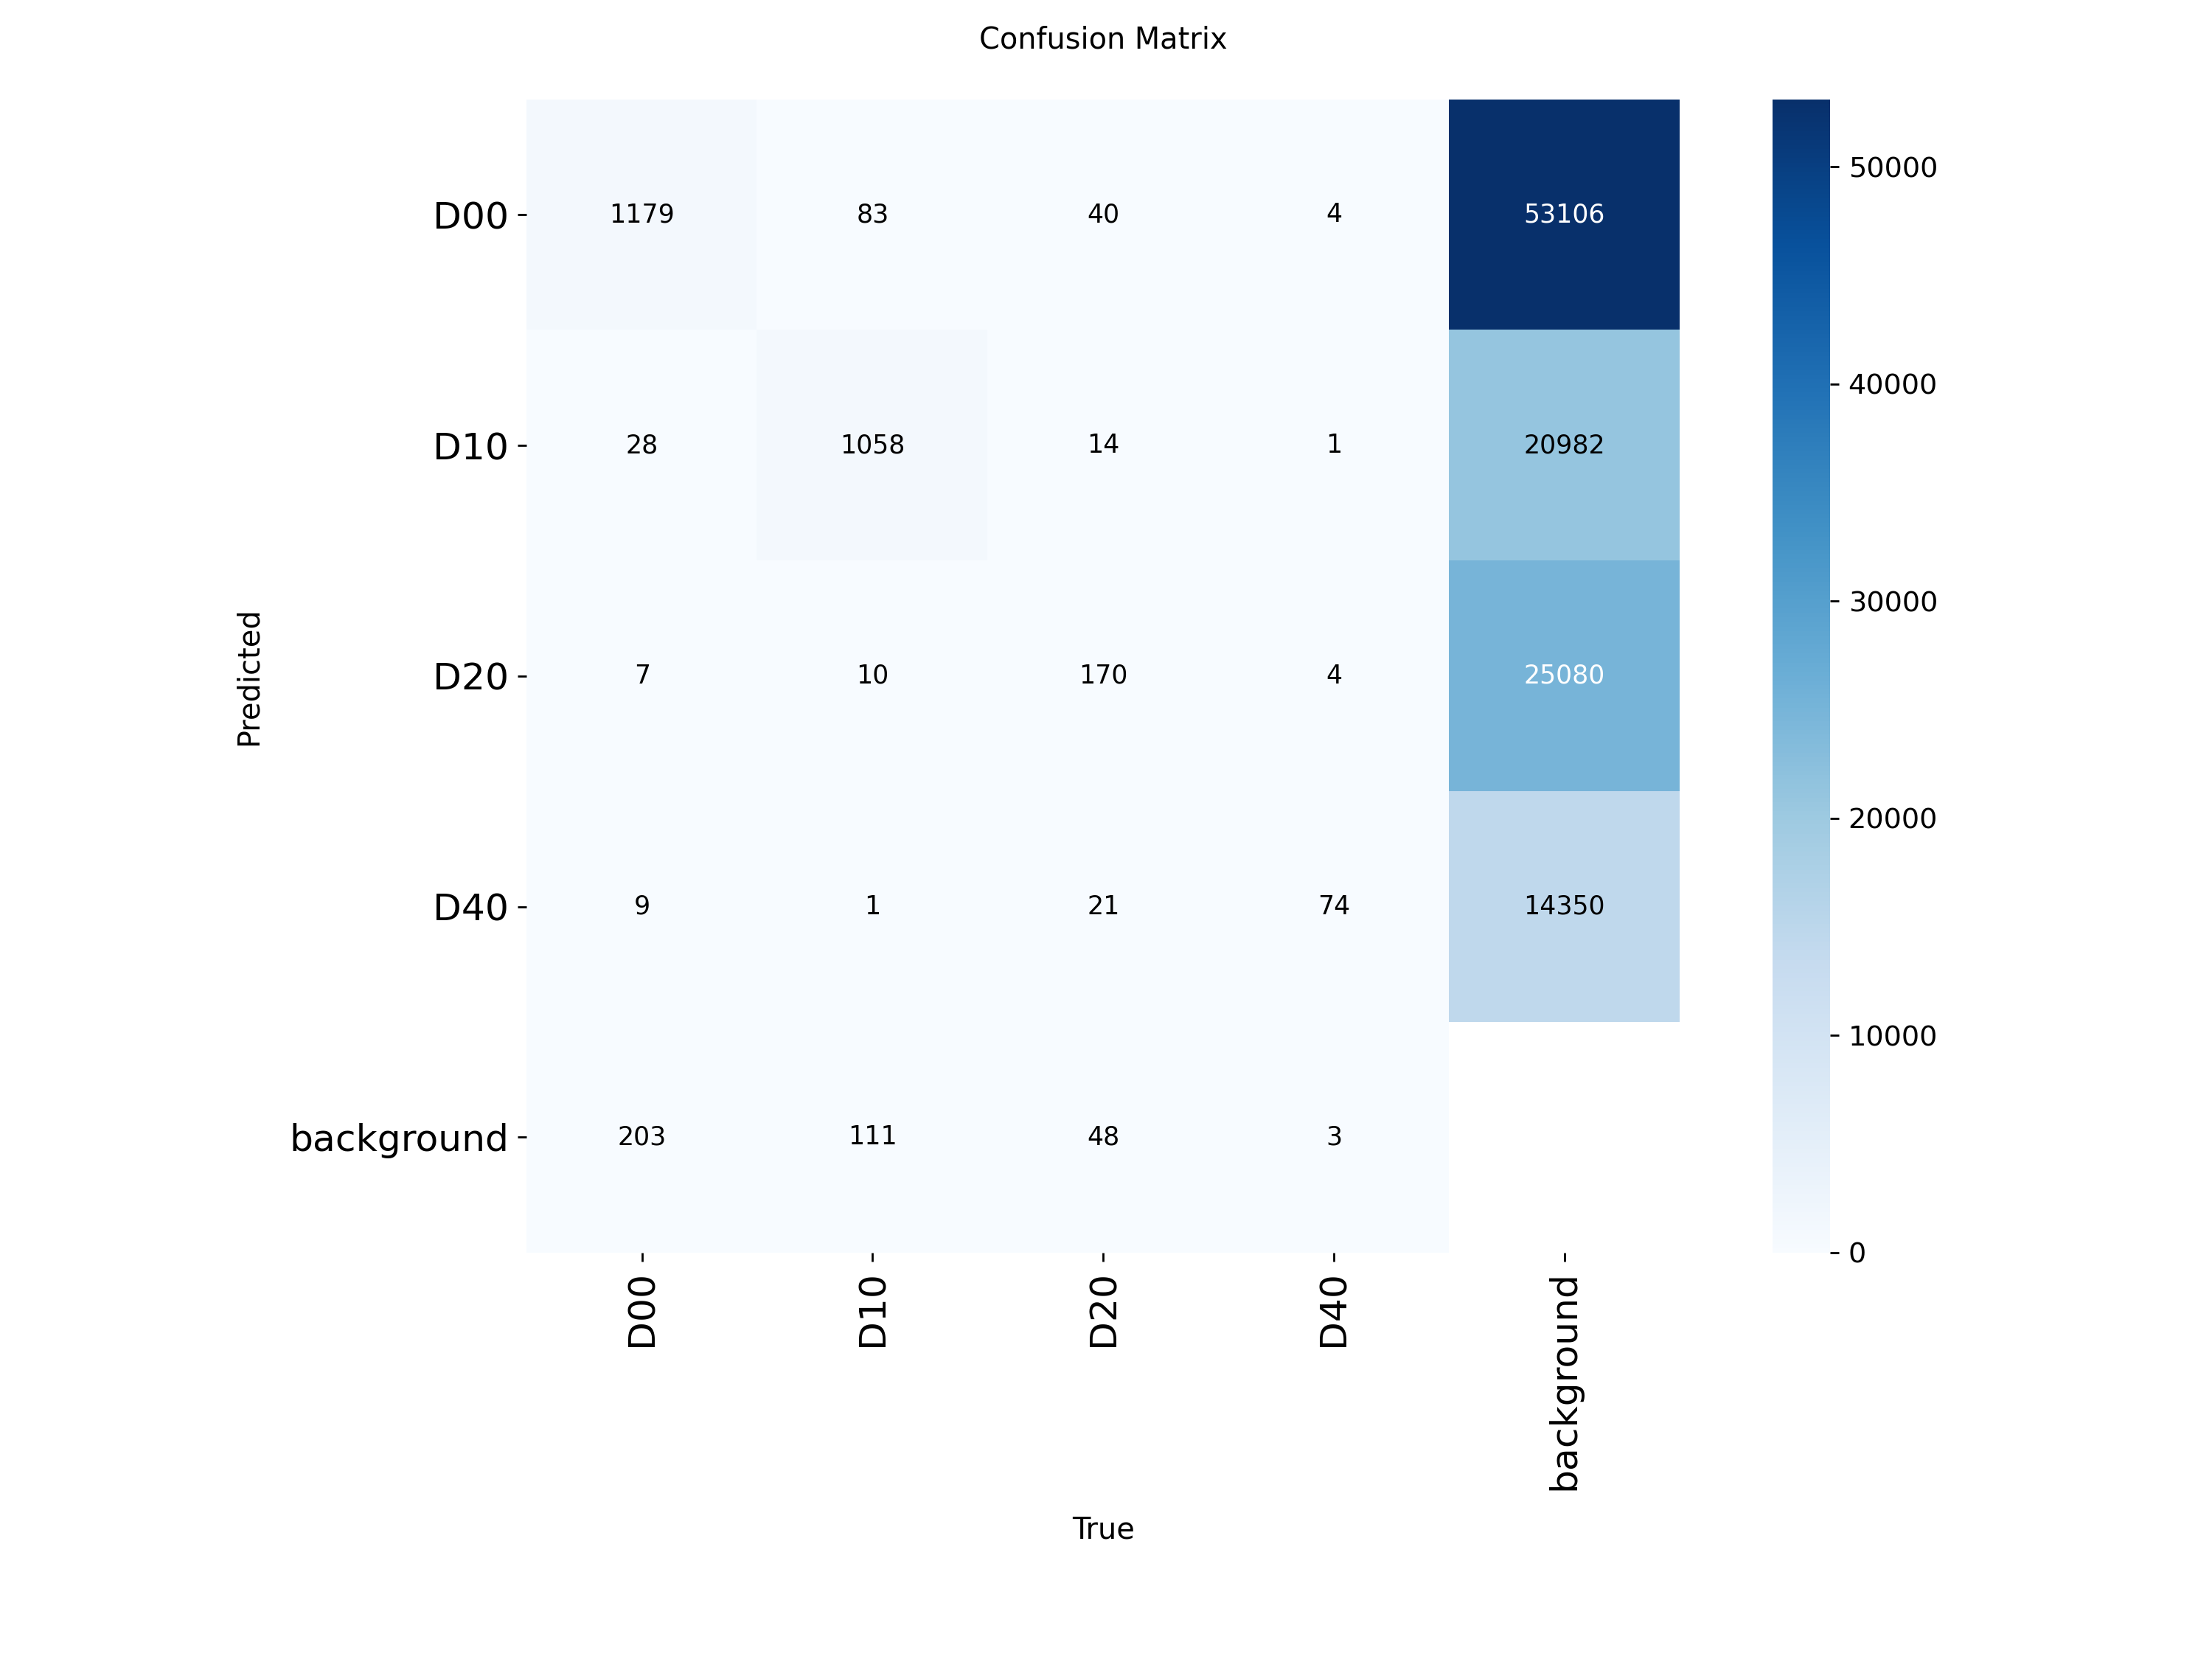 Confusion Matrix
D00 1179 83 40 4 53106
D10 28 1058 14 1 20982
D20 7 10 170 4 25080
D40 9 1 21 74 14350
background 203 111 48 3
D00 D10 D20 D40 background
Predicted
True
50000
40000
30000
20000
10000
0